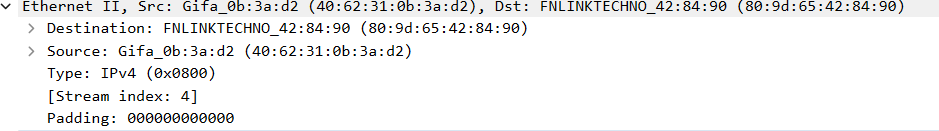 Ethernet II, Src: Gifa_0b:3a:d2 (40:62:31:0b:3a:d2), Dst: FNLINKTECHNO_42:84:90 (80:9d:65:42:84:90)
Destination: FNLINKTECHNO_42:84:90 (80:9d:65:42:84:90)
Source: Gifa_0b:3a:d2 (40:62:31:0b:3a:d2)
Type: IPv4 (0x0800)
[Stream index: 4]
Padding: 000000000000